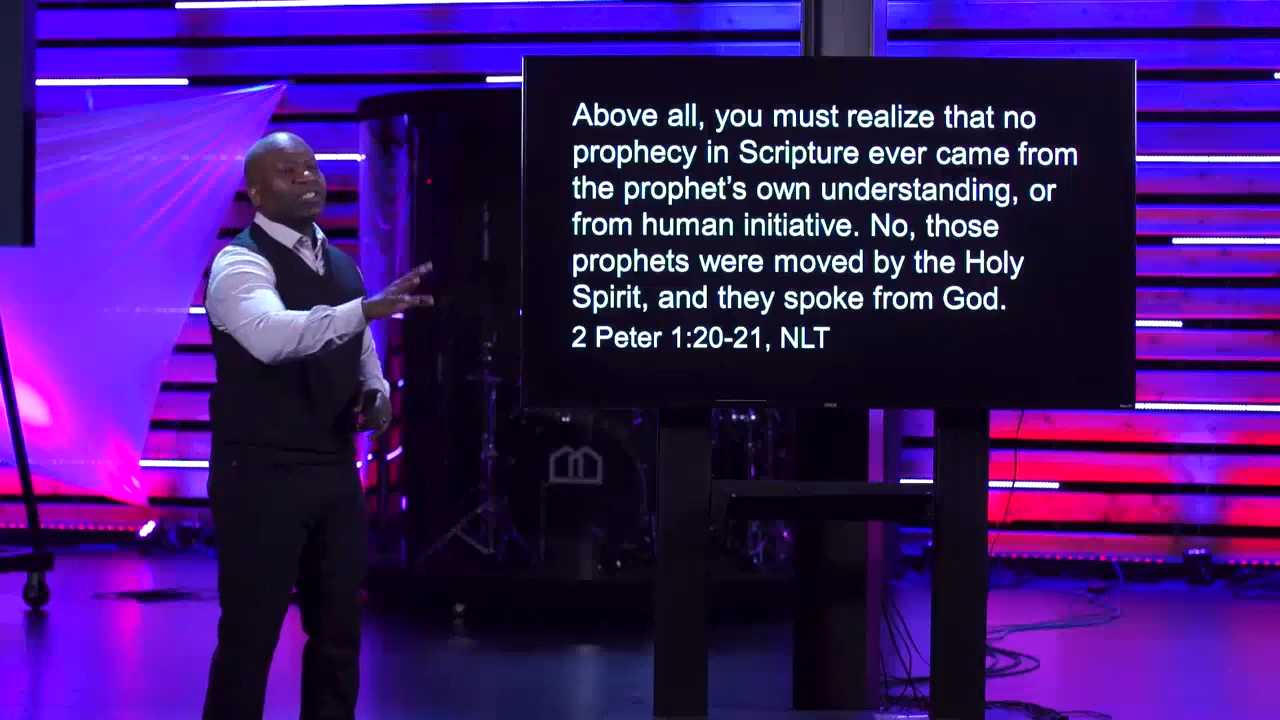 Above all, you must realize that no
prophecy in Scripture ever came from
the prophet’s own understanding, or
from human initiative. No, those
prophets were moved by the Holy
Spirit, and they spoke from God.
2 Peter 1:20-21, NLT